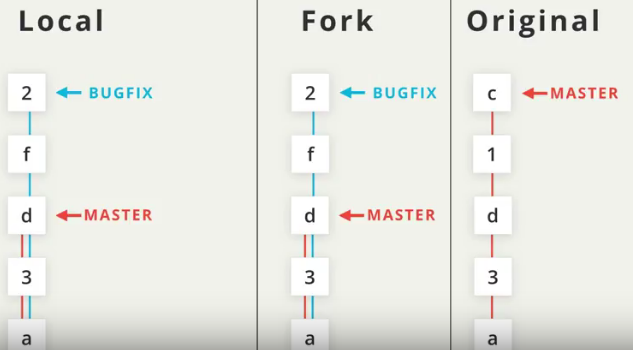 Local Fork Original
2 BUGFIX 2 BUGFIX c MASTER
f f 1
d MASTER d MASTER d
3 3 3
a a a